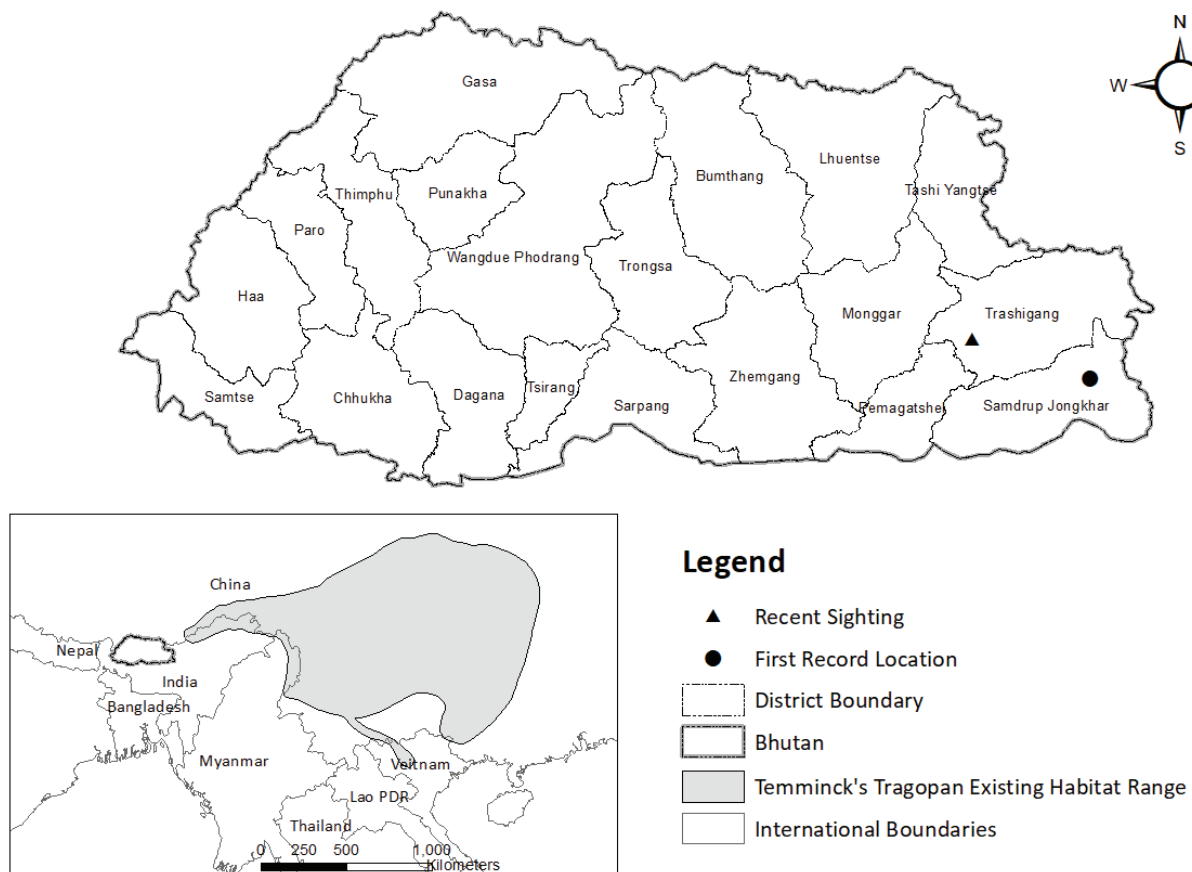 N
Gasa
W
S
Lhuentse
Bumthang
Punakha
Thimphu
Tashi Yangtse
Paro
Wangdue Phodrang
Trongsa
Haa
Monggar
Trashigang
Zhemgang
Tsirang
Dagana
Chhukha
Samtse
Sarpang
Pemagatshel
Samdrup Jongkhar
China
Nepal
India
Bangladesh
Myanmar
Veitnam
Lao PDR
Thailand
0 250 500 1,000
Kilometers
Legend
Recent Sighting
First Record Location
District Boundary
Bhutan
Temminck's Tragopan Existing Habitat Range
International Boundaries